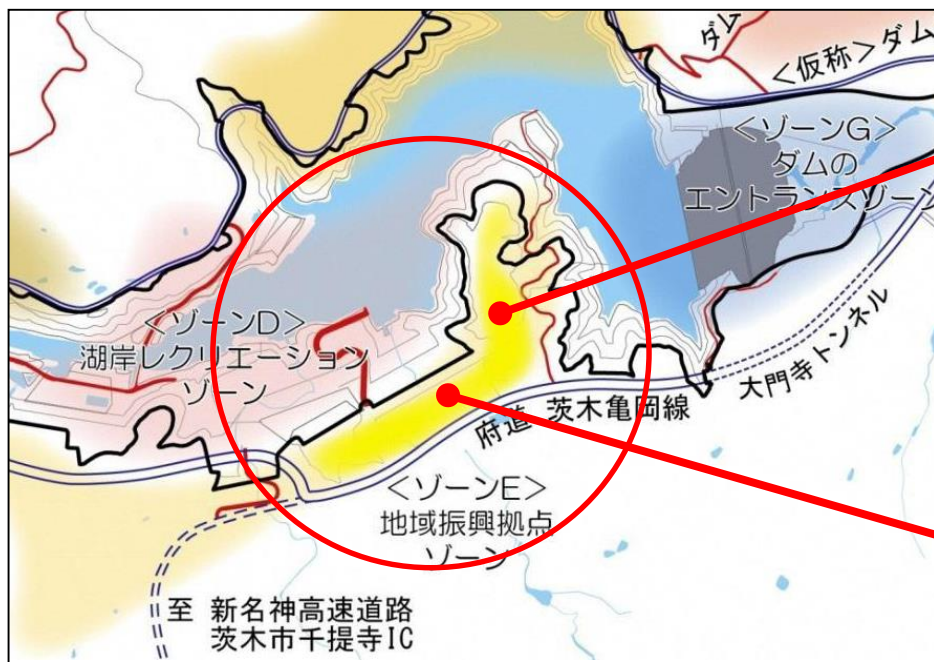 ダム
<仮称>ダム
<ゾーンG>
ダムの
エントランスゾーン
<ゾーンD>
湖岸レクリエーション
ゾーン
大門寺トンネル
府道 茨木亀岡線
<ゾーンE>
地域振興拠点
ゾーン
至 新名神高速道路
茨木市千提寺IC